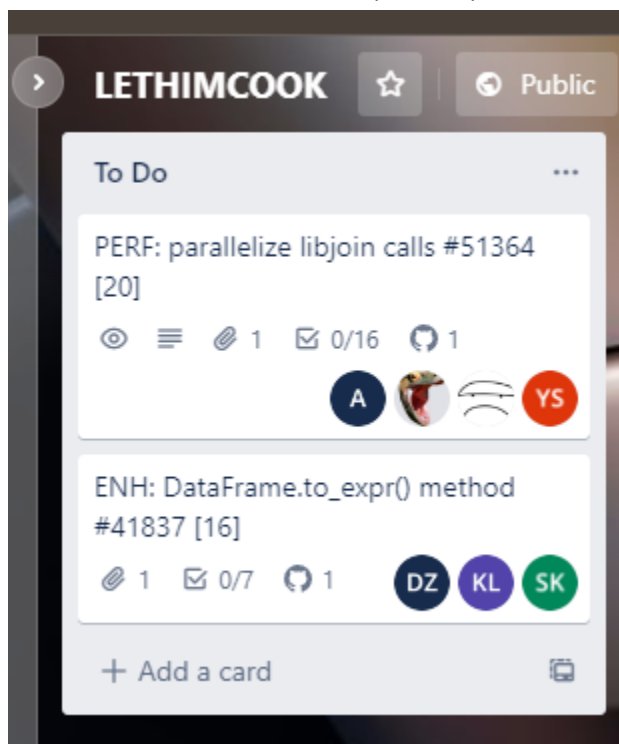 LETHIMCOOK
Public
To Do
PERF: parallelize libjoin calls #51364
[20]
1 0/16 1
A YS
ENH: DataFrame.to_expr() method
#41837 [16]
1 0/7 1 DZ KL SK
+ Add a card